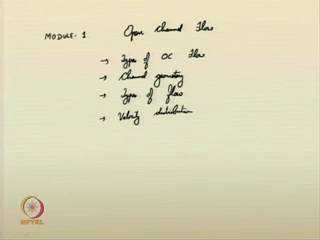 MODULE-1 Open Channel Flow
→ Types of OC Flow
→ Channel geometry
→ Types of flow
→ Velocity distribution
NPTEL